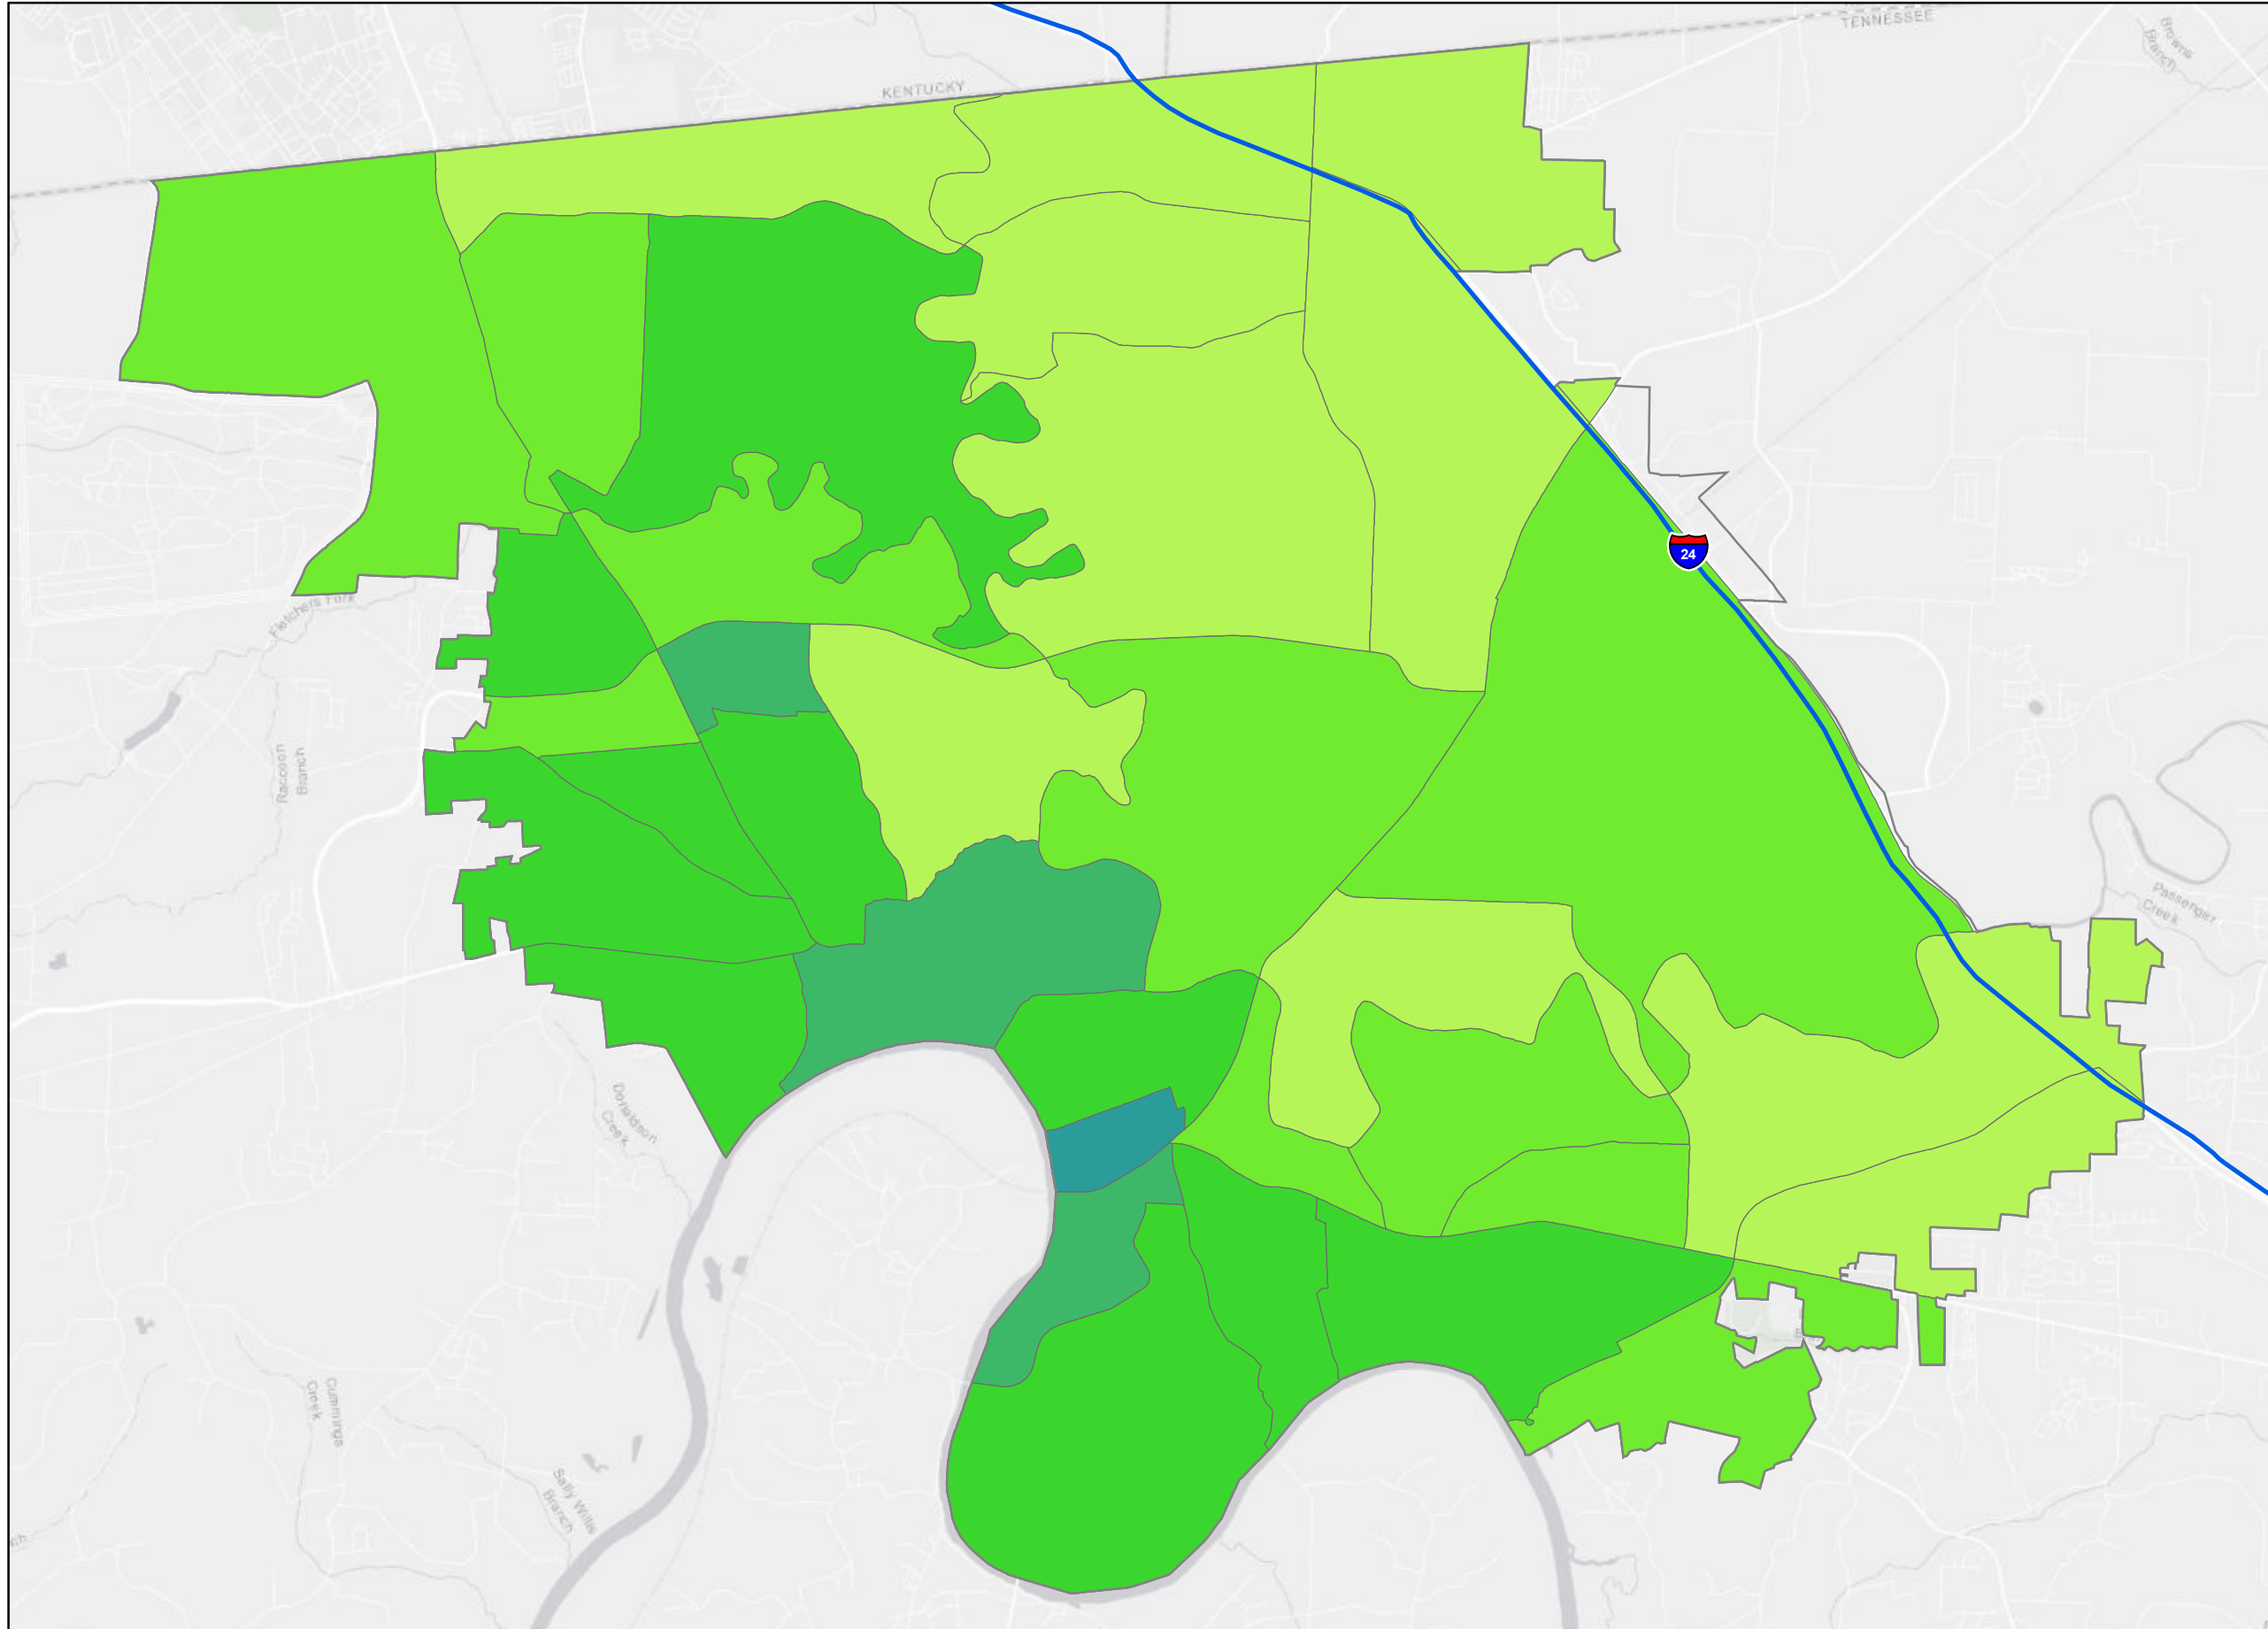 TENNESSEE
Browns
Branch
KENTUCKY
24
Fletchers Fork
Raccoon
Branch
Passenger
Creek
Donaldson
Creek
Cummings
Creek
Sally Willis
Branch